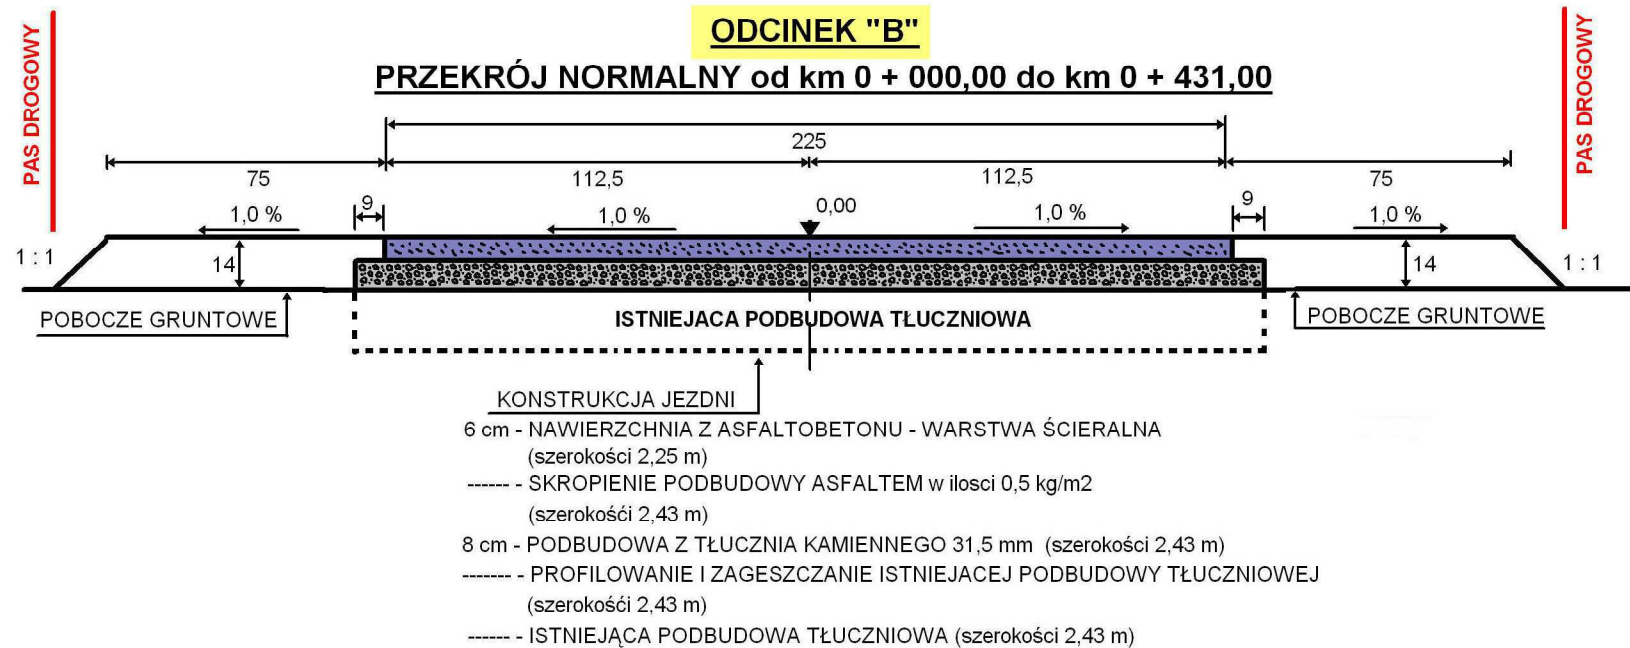 ODCINEK "B"
PRZEKRÓJ NORMALNY od km 0 + 000,00 do km 0 + 431,00
PAS DROGOWY
PAS DROGOWY
225
75
112,5
112,5
75
9
9
1,0 %
1,0 %
0,00
1,0 %
1,0 %
1 : 1
14
14
1 : 1
POBOCZE GRUNTOWE
ISTNIEJACA PODBUDOWA TŁUCZNIOWA
POBOCZE GRUNTOWE
KONSTRUKCJA JEZDNI
6 cm - NAWIERZCHNIA Z ASFALTOBETONU - WARSTWA ŚCIERALNA
(szerokości 2,25 m)
------ - SKROPIENIE PODBUDOWY ASFALTEM w ilosci 0,5 kg/m2
(szerokośći 2,43 m)
8 cm - PODBUDOWA Z TŁUCZNIA KAMIENNEGO 31,5 mm (szerokości 2,43 m)
------- - PROFILOWANIE I ZAGESZCZANIE ISTNIEJACEJ PODBUDOWY TŁUCZNIOWEJ
(szerokośći 2,43 m)
------ - ISTNIEJĄCA PODBUDOWA TŁUCZNIOWA (szerokości 2,43 m)